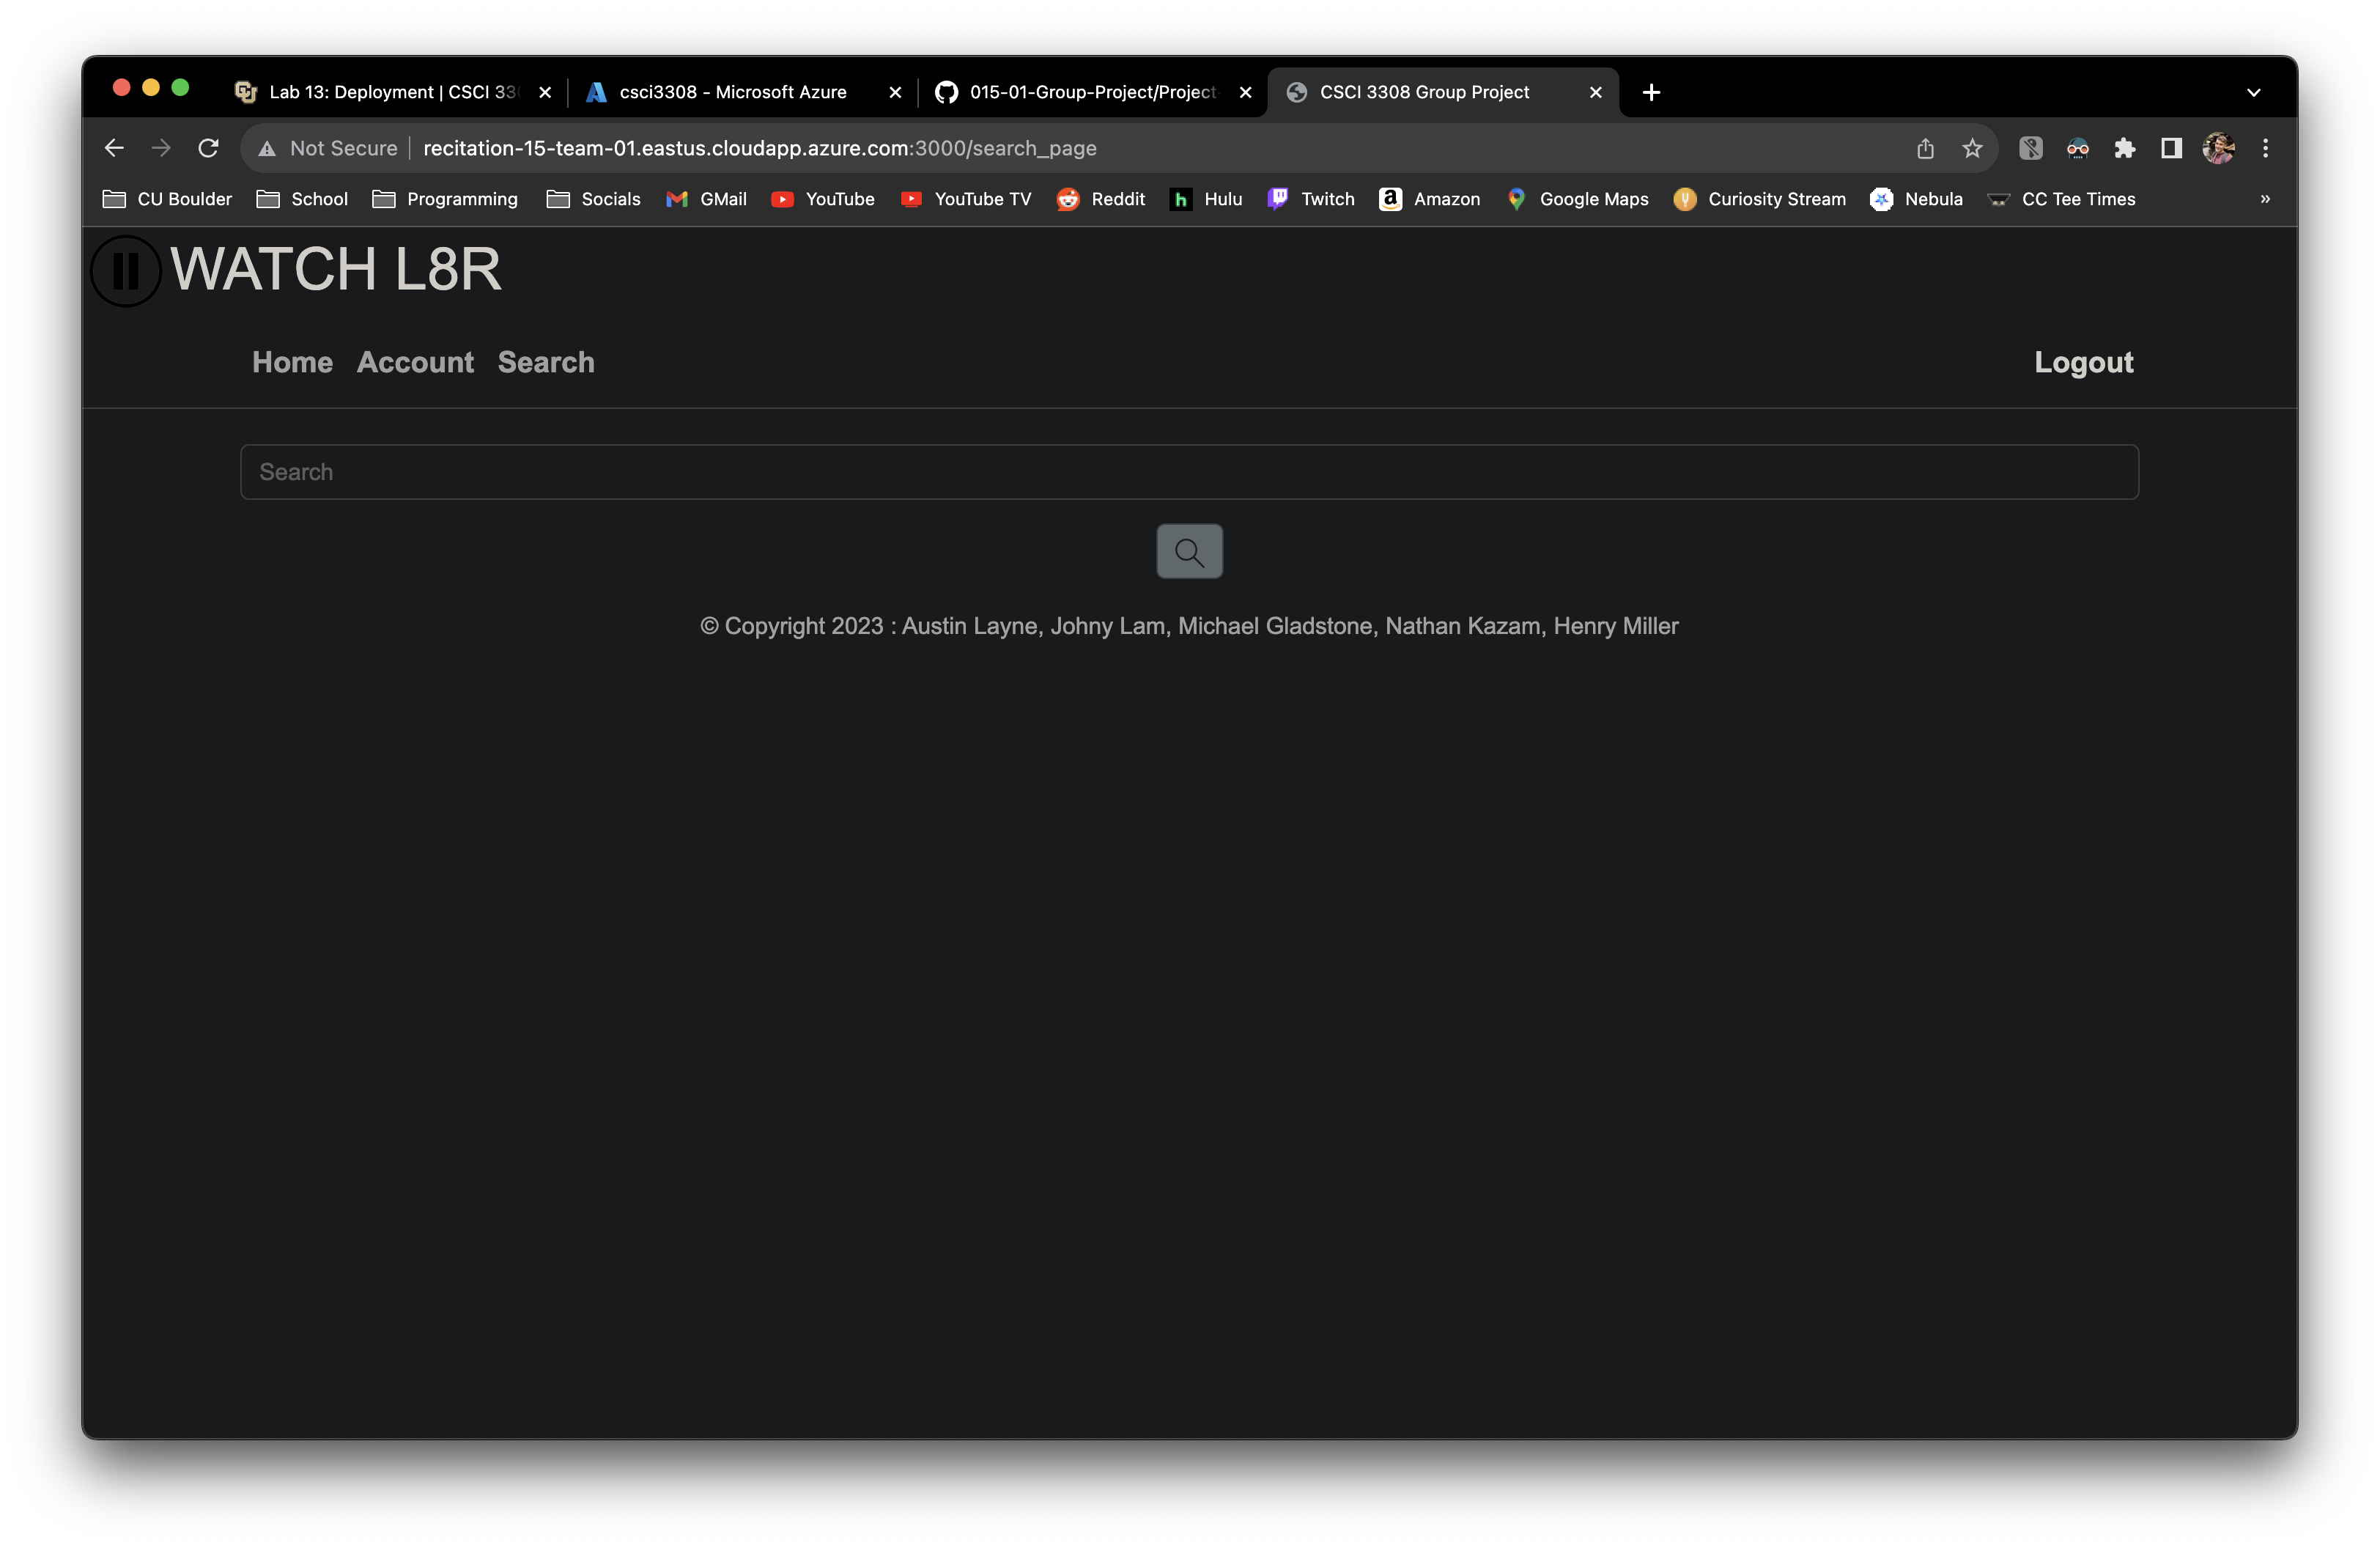 Lab 13: Deployment | CSCI 33
csci3308 - Microsoft Azure
015-01-Group-Project/Project-
CSCI 3308 Group Project
Not Secure recitation-15-team-01.eastus.cloudapp.azure.com:3000/search_page
CU Boulder School Programming Socials GMail YouTube YouTube TV Reddit Hulu Twitch Amazon Google Maps Curiosity Stream Nebula CC Tee Times »
WATCH L8R
Home Account Search Logout
Search
© Copyright 2023 : Austin Layne, Johny Lam, Michael Gladstone, Nathan Kazam, Henry Miller